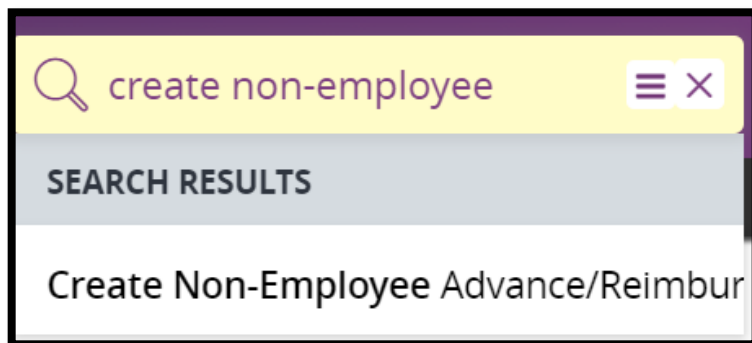 create non-employee
SEARCH RESULTS
Create Non-Employee Advance/Reimbur